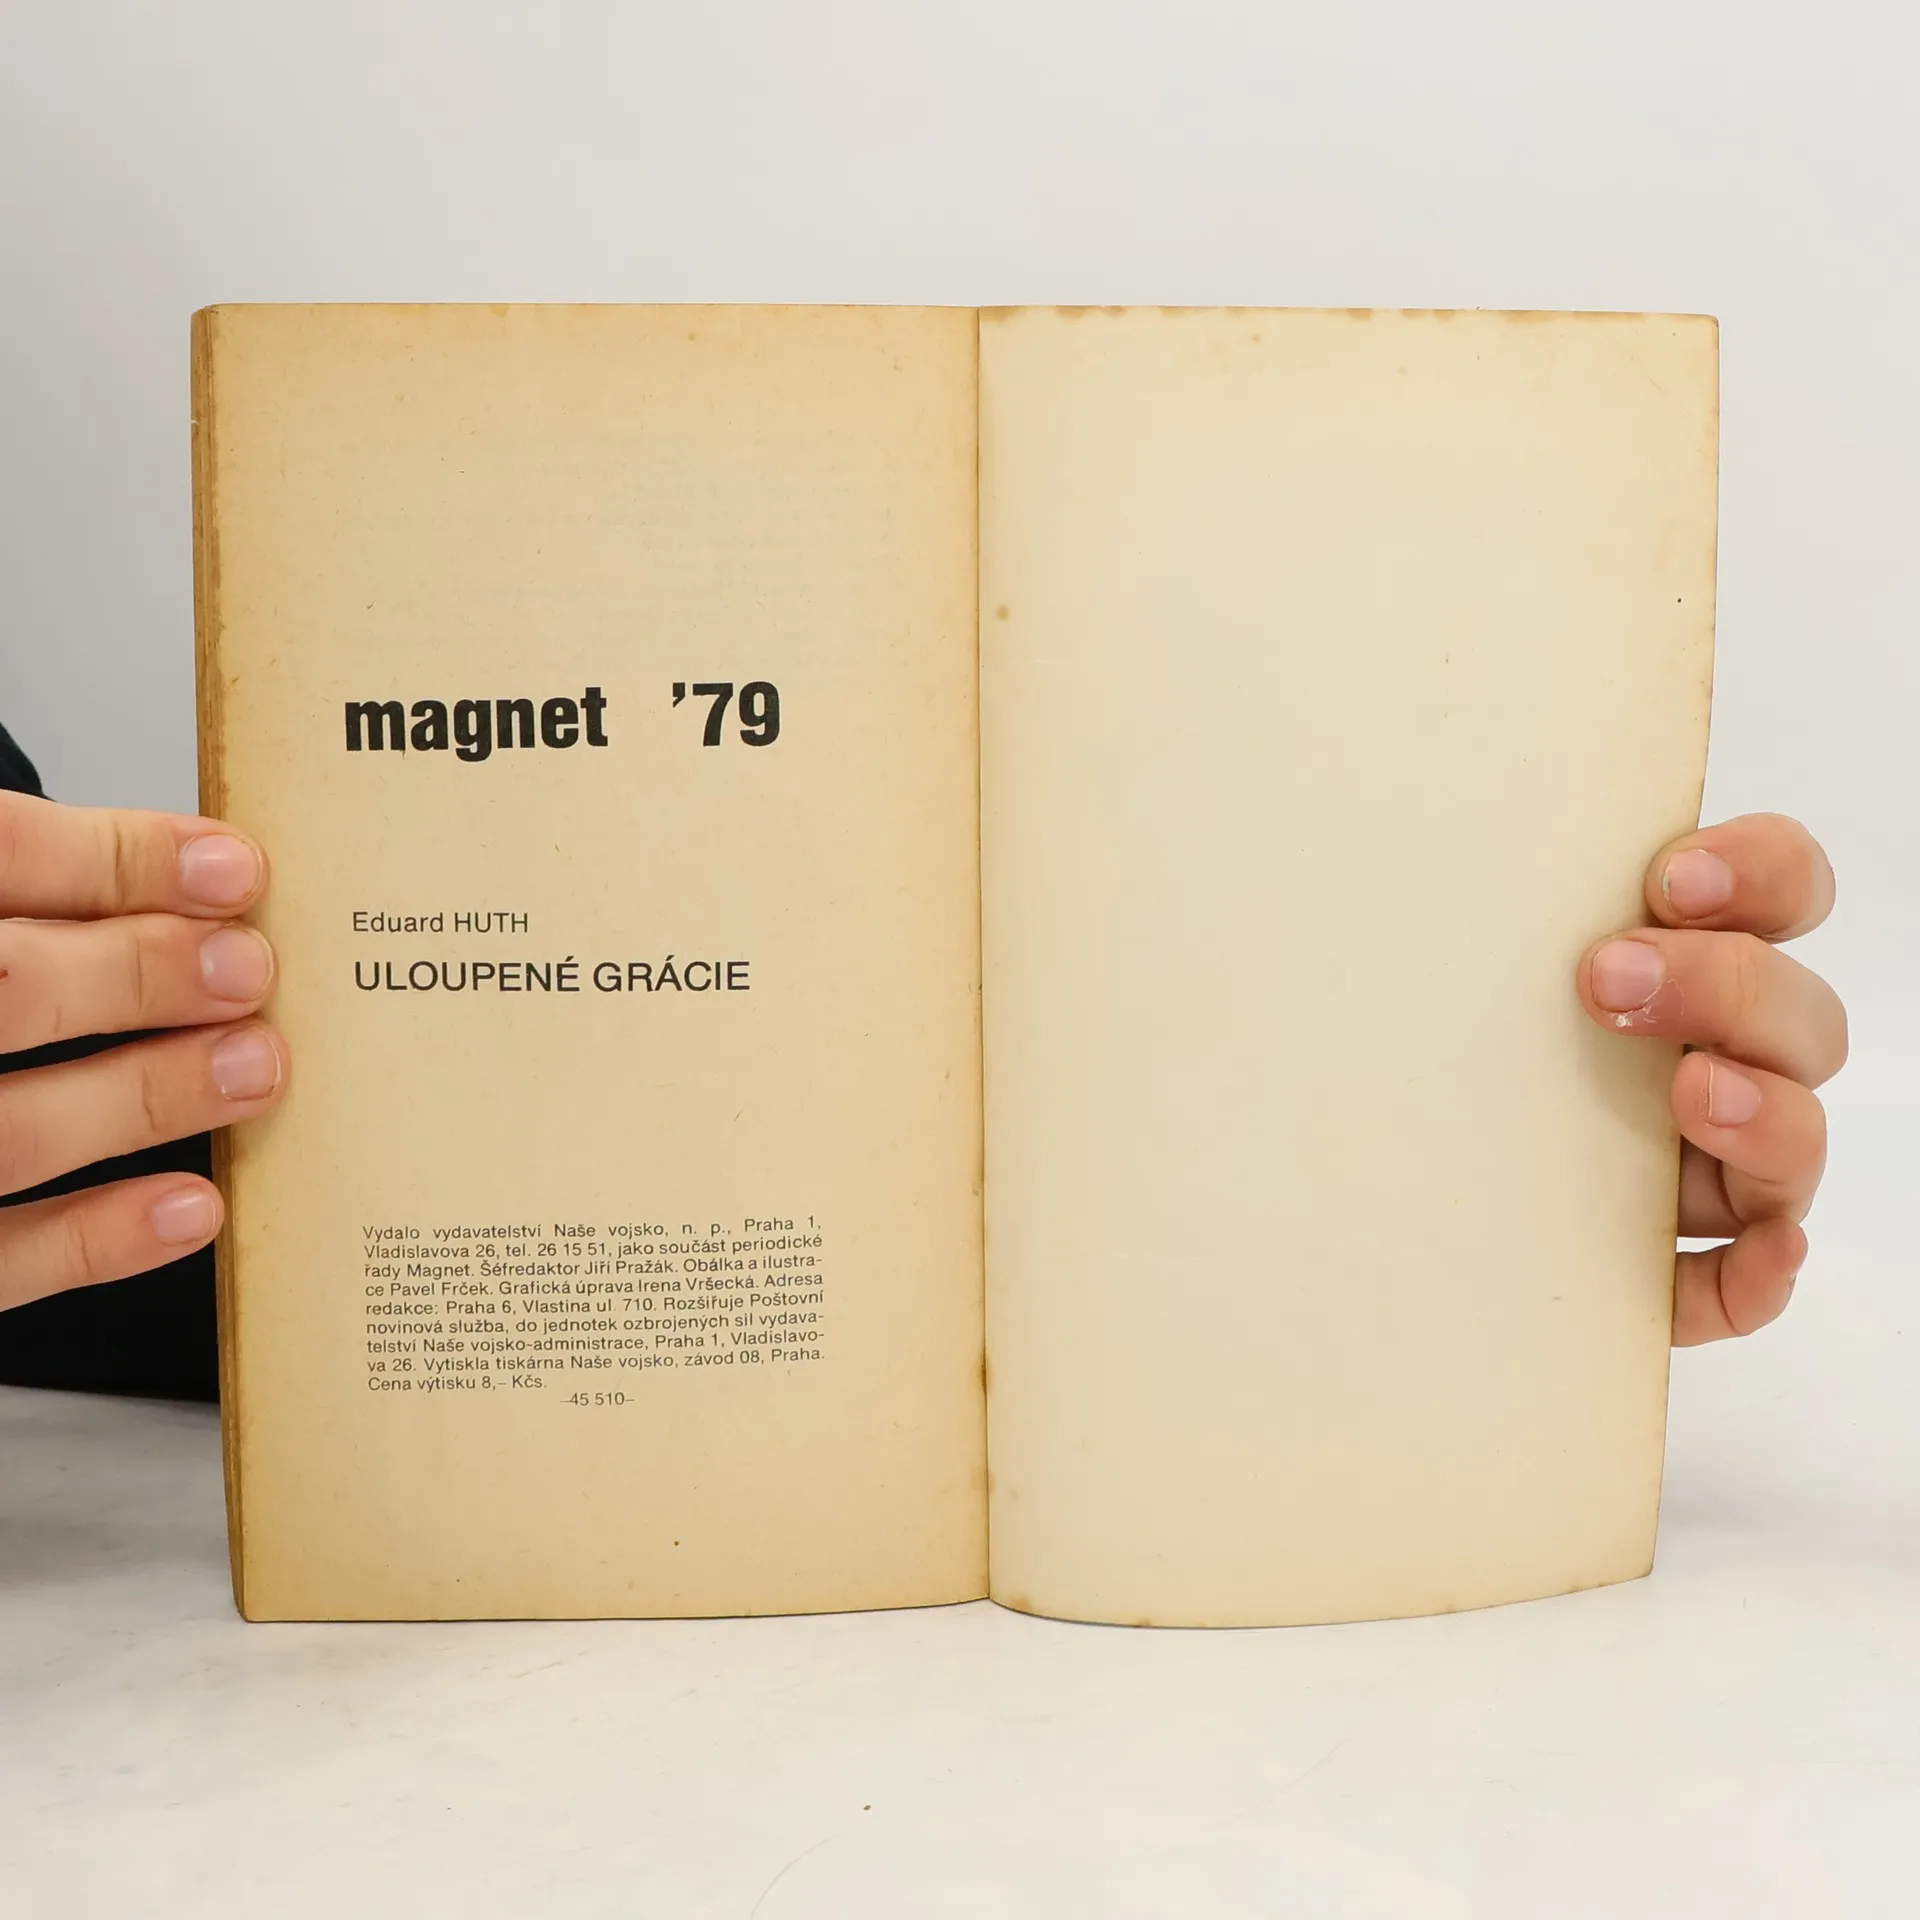 magnet ’79
Eduard HUTH
ULOUPENÉ GRÁCIE
Vydalo vydavatelství Naše vojsko, n. p., Praha 1,
Vladislavova 26, tel. 26 15 51, jako součást periodické
řady Magnet. Šéfredaktor Jiří Pražák. Obálka a ilustra-
ce Pavel Frček. Grafická úprava Irena Vršecká. Adresa
redakce: Praha 6, Vlastina ul. 710. Rozšiřuje Poštovní
novinová služba, do jednotek ozbrojených sil vydava-
telství Naše vojsko-administrace, Praha 1, Vladislavo-
va 26. Vytiskla tiskárna Naše vojsko, závod 08, Praha.
Cena výtisku 8,– Kčs.
–45 510–